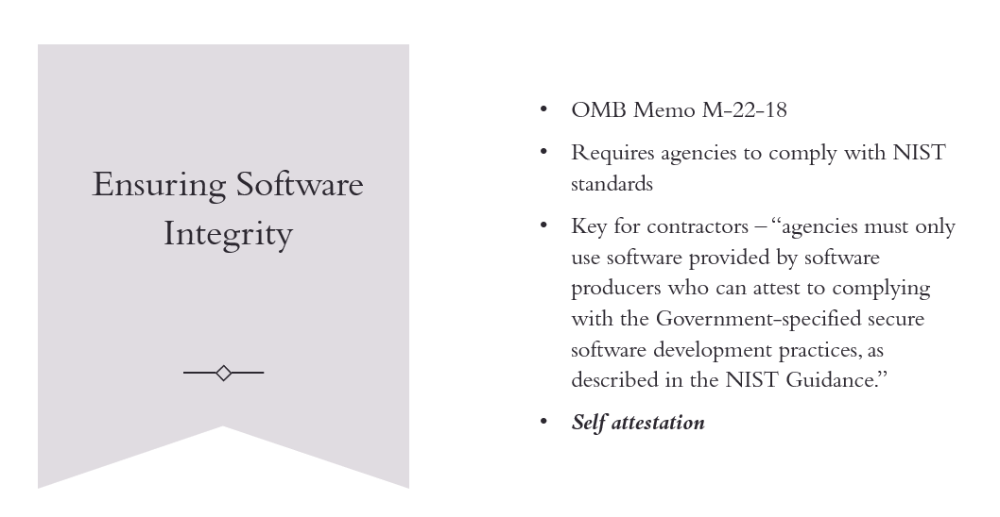 Ensuring Software
Integrity
• OMB Memo M-22-18
• Requires agencies to comply with NIST
standards
• Key for contractors – “agencies must only
use software provided by software
producers who can attest to complying
with the Government-specified secure
software development practices, as
described in the NIST Guidance.”
• Self attestation